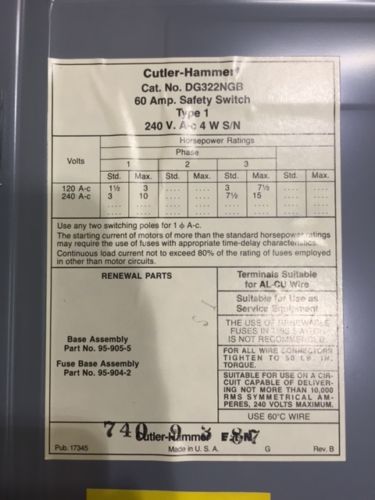 Cutler-Hammer
Cat. No. DG322NGB
60 Amp. Safety Switch
Type 1
240 V. A-c 4 W S/N
Horsepower Ratings
Volts
Phase
1 2 3
Std. Max. Std. Max. Std. Max. Std. Max.
120 A-c 1½ 3 .... .... 3 7½ .... ....
240 A-c 3 10 .... .... 7½ 15 .... ....
.... .... .... .... .... .... .... ....
Use any two switching poles for 1 ϕ A-c.
The starting current of motors of more than the standard horsepower ratings
may require the use of fuses with appropriate time-delay characteristics.
Continuous load current not to exceed 80% of the rating of fuses employed
in other than motor circuits.
RENEWAL PARTS
Base Assembly
Part No. 95-905-5
Fuse Base Assembly
Part No. 95-904-2
Terminals Suitable
for AL-CU Wire
Suitable for Use as
Service Equipment
THE USE OF RENEWABLE
FUSES IN THIS SWITCH
IS NOT RECOMMENDED.
FOR ALL WIRE CONNECTORS
TIGHTEN TO 50 LB. IN.
TORQUE.
SUITABLE FOR USE ON A CIR-
CUIT CAPABLE OF DELIVER-
ING NOT MORE THAN 10,000
RMS SYMMETRICAL AM-
PERES, 240 VOLTS MAXIMUM.
USE 60°C WIRE
Cutler-Hammer
Pub. 17345 Made in U. S. A. G Rev. B